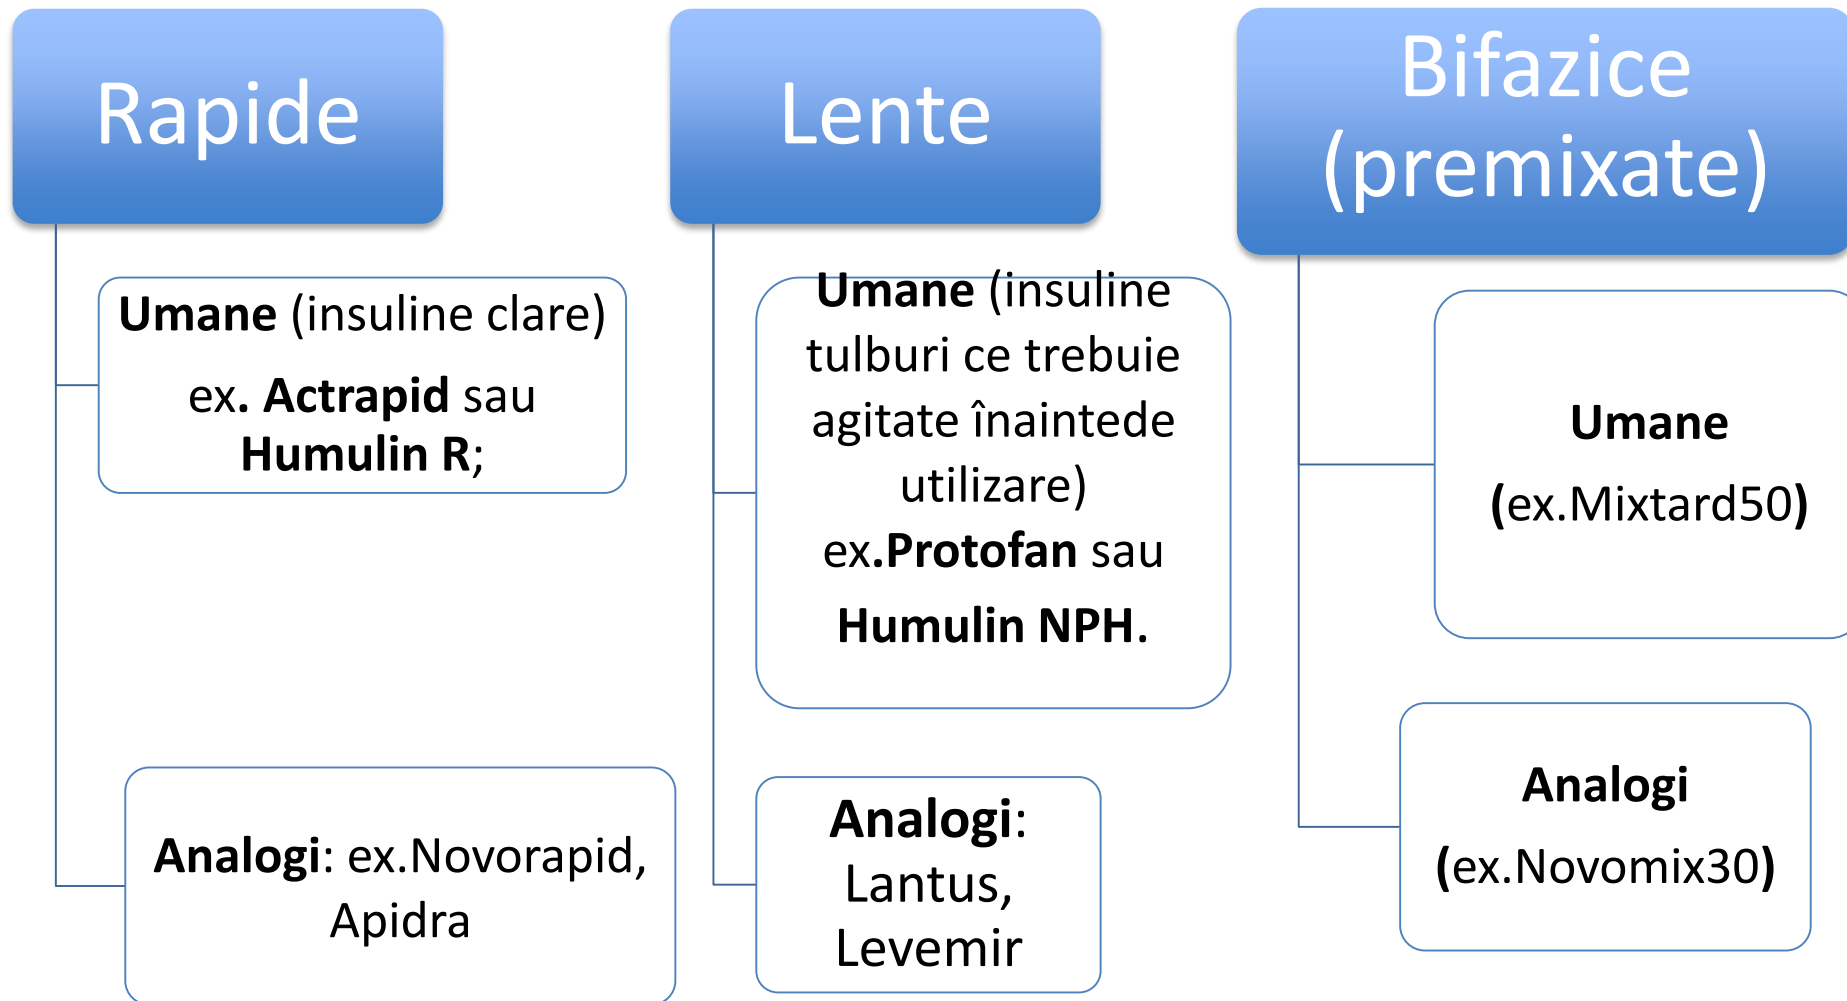 Rapide
Umane (insuline clare)
ex. Actrapid sau
Humulin R;
Analogi: ex.Novorapid,
Apidra
Lente
Umane (insuline
tulburi ce trebuie
agitate înaintede
utilizare)
ex.Protofan sau
Humulin NPH.
Analogi:
Lantus,
Levemir
Bifazice
(premixate)
Umane
(ex.Mixtard50)
Analogi
(ex.Novomix30)